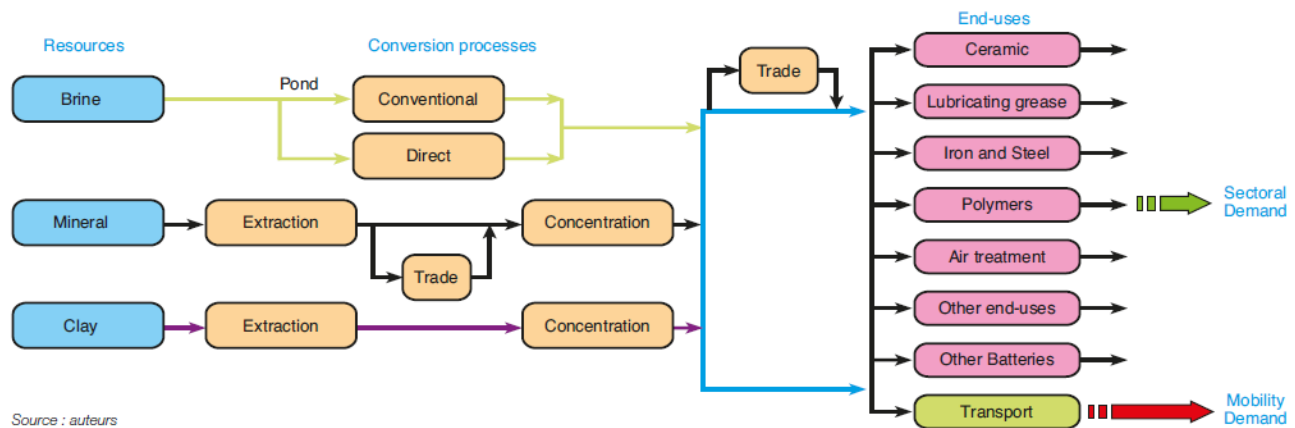 Resources
Conversion processes
End-uses
Brine
Pond
Conventional
Direct
Mineral
Extraction
Trade
Concentration
Clay
Extraction
Concentration
Trade
Ceramic
Lubricating grease
Iron and Steel
Polymers
Air treatment
Other end-uses
Other Batteries
Transport
Sectoral
Demand
Mobility
Demand
Source : auteurs